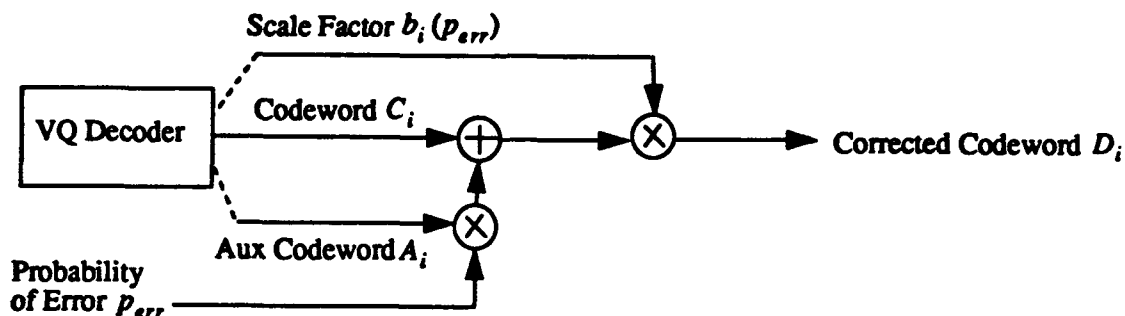 Scale Factor b_i (p_err)
VQ Decoder
Codeword C_i
+
×
Corrected Codeword D_i
×
Aux Codeword A_i
Probability
of Error p_err